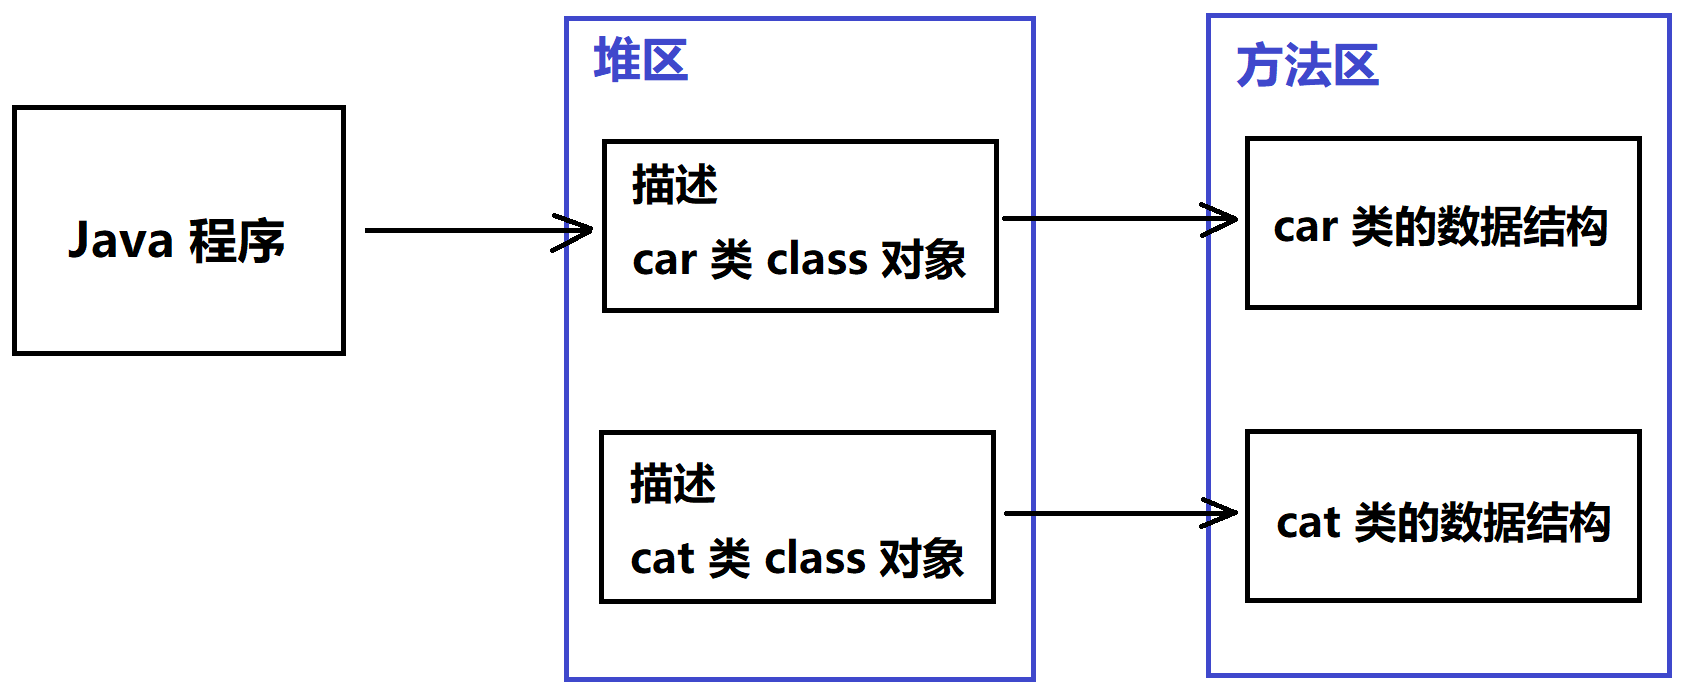 Java 程序
堆区
描述
car 类 class 对象
描述
cat 类 class 对象
方法区
car 类的数据结构
cat 类的数据结构